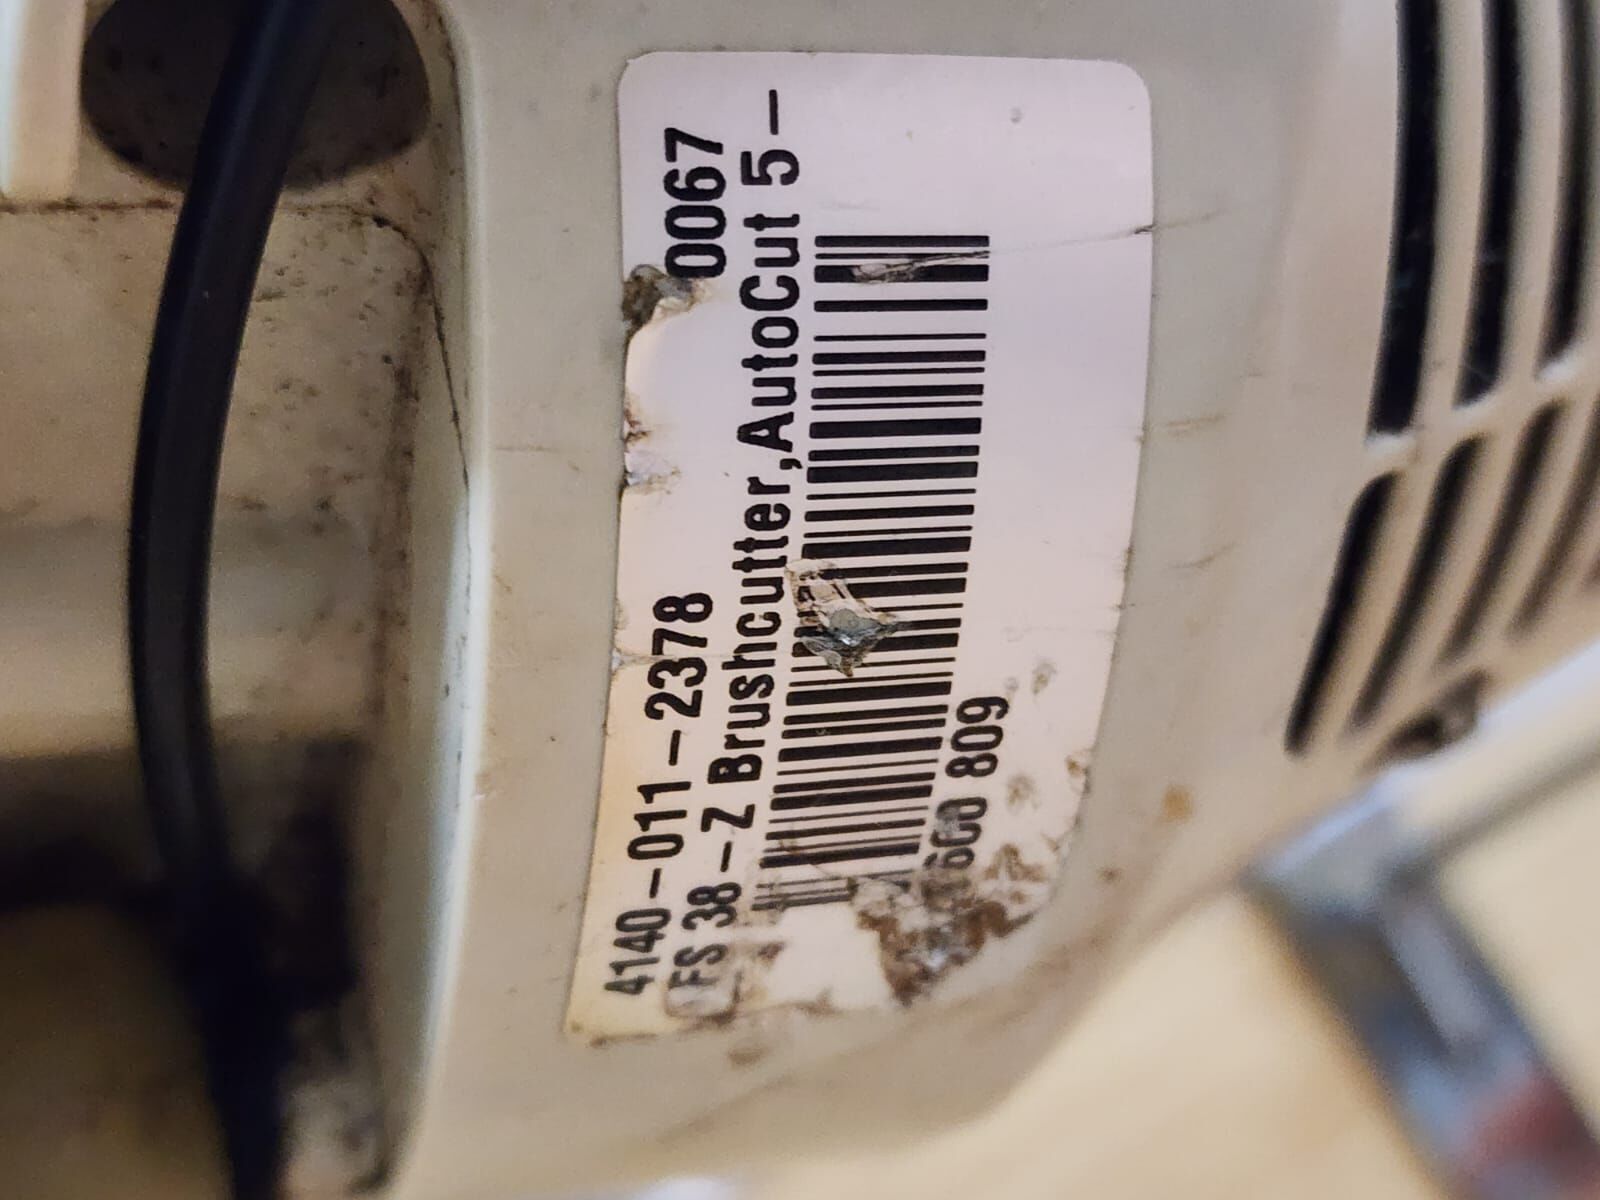 4140-011-2378 0067
FS 38-Z Brushcutter,AutoCut 5-
809